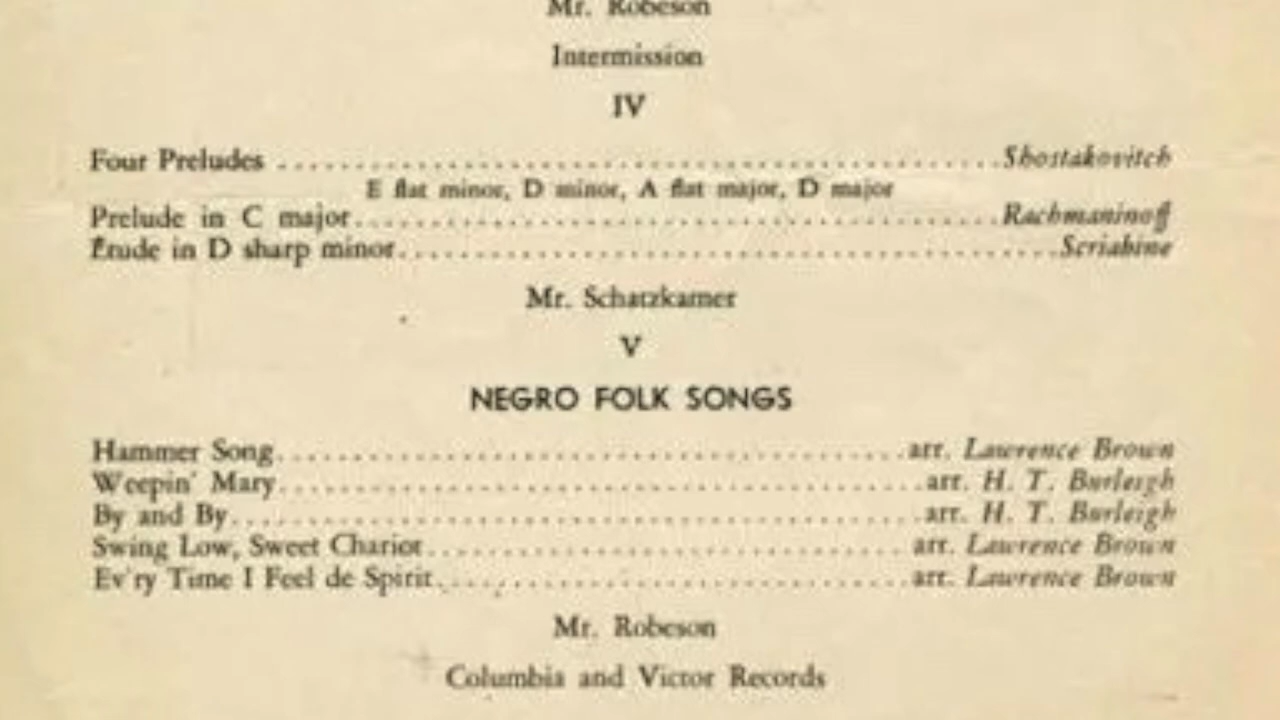 Mr. Robeson
Intermission
IV
Four Preludes ........................................ Shostakovitch
E flat minor, D minor, A flat major, D major
Prelude in C major........................................ Rachmaninoff
Étude in D sharp minor........................................ Scriabine
Mr. Schatzkamer
V
NEGRO FOLK SONGS
Hammer Song........................................ arr. Lawrence Brown
Weepin' Mary........................................ arr. H. T. Burleigh
By and By........................................ arr. H. T. Burleigh
Swing Low, Sweet Chariot........................................ arr. Lawrence Brown
Ev'ry Time I Feel de Spirit........................................ arr. Lawrence Brown
Mr. Robeson
Columbia and Victor Records